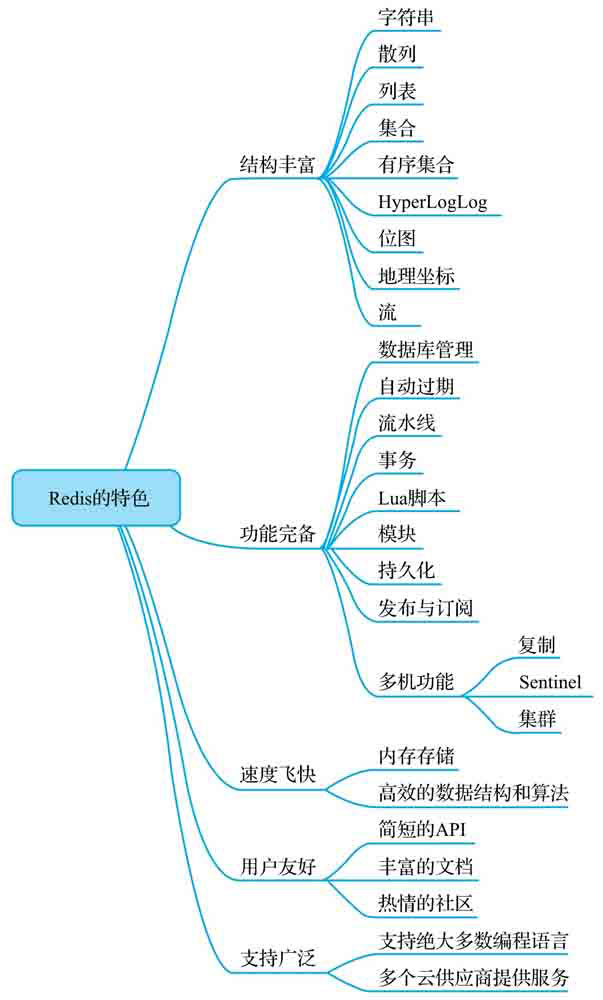 Redis的特色
结构丰富
字符串
散列
列表
集合
有序集合
HyperLogLog
位图
地理坐标
流
功能完备
数据库管理
自动过期
流水线
事务
Lua脚本
模块
持久化
发布与订阅
多机功能
复制
Sentinel
集群
速度飞快
内存存储
高效的数据结构和算法
用户友好
简短的API
丰富的文档
热情的社区
支持广泛
支持绝大多数编程语言
多个云供应商提供服务